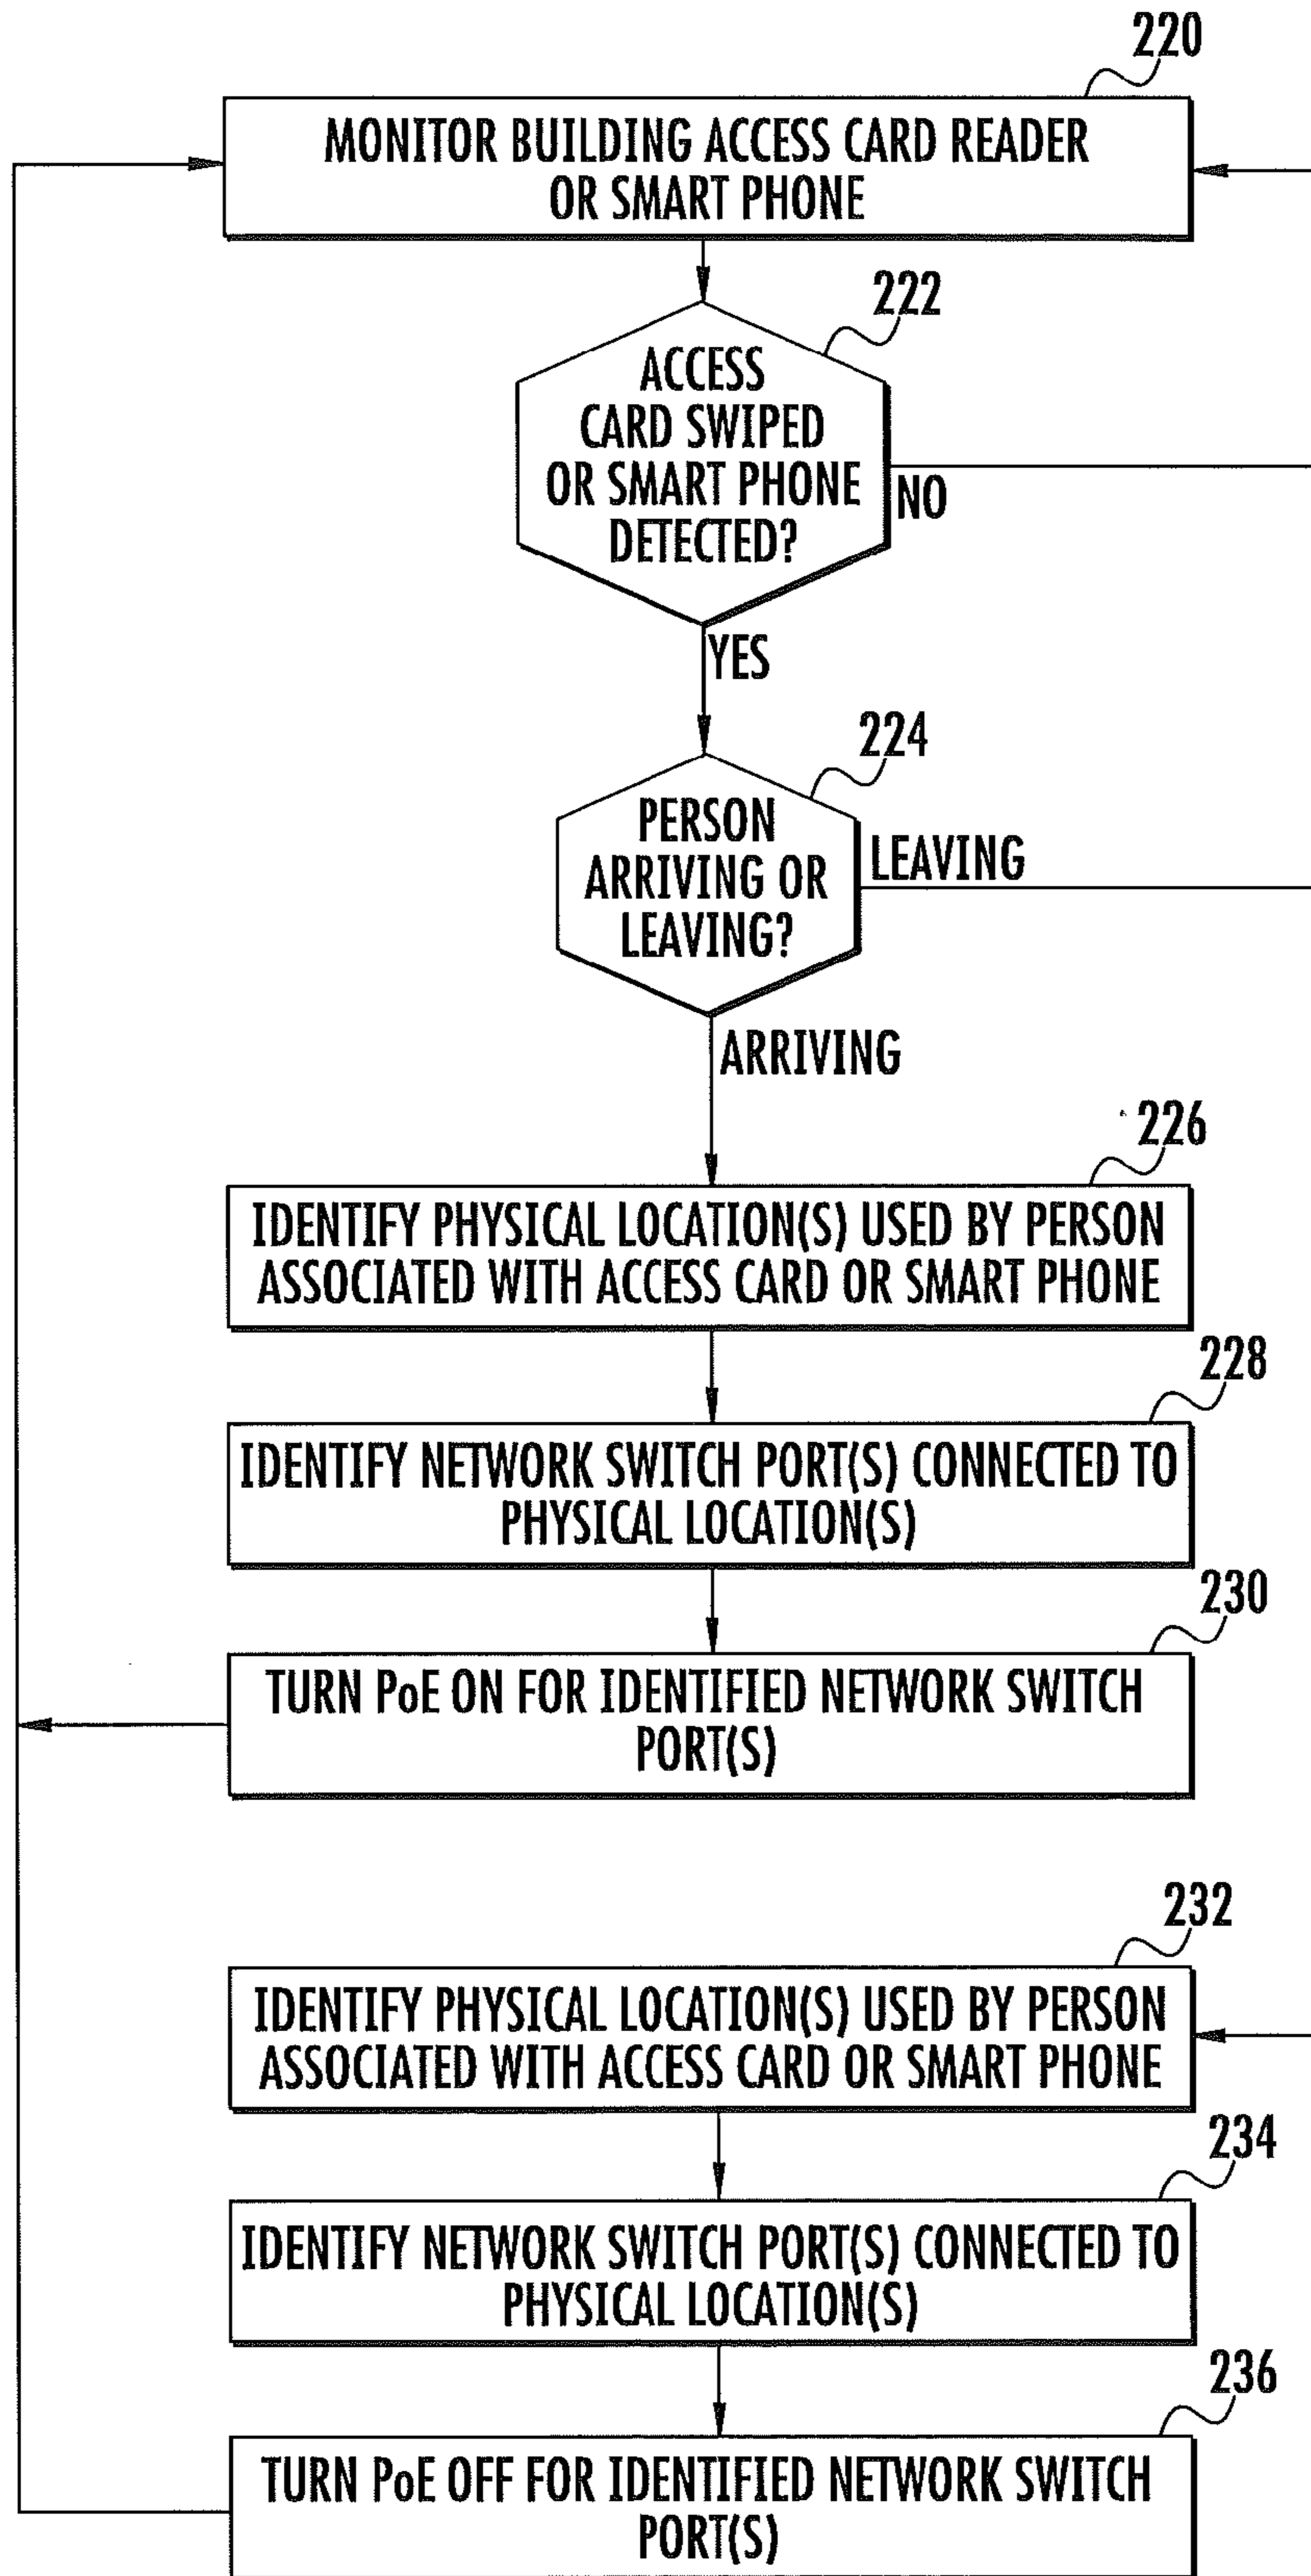 220
MONITOR BUILDING ACCESS CARD READER
OR SMART PHONE
222
ACCESS
CARD SWIPED
OR SMART PHONE
DETECTED?
NO
YES
224
PERSON
ARRIVING OR
LEAVING?
LEAVING
ARRIVING
226
IDENTIFY PHYSICAL LOCATION(S) USED BY PERSON
ASSOCIATED WITH ACCESS CARD OR SMART PHONE
228
IDENTIFY NETWORK SWITCH PORT(S) CONNECTED TO
PHYSICAL LOCATION(S)
230
TURN PoE ON FOR IDENTIFIED NETWORK SWITCH
PORT(S)
232
IDENTIFY PHYSICAL LOCATION(S) USED BY PERSON
ASSOCIATED WITH ACCESS CARD OR SMART PHONE
234
IDENTIFY NETWORK SWITCH PORT(S) CONNECTED TO
PHYSICAL LOCATION(S)
236
TURN PoE OFF FOR IDENTIFIED NETWORK SWITCH
PORT(S)